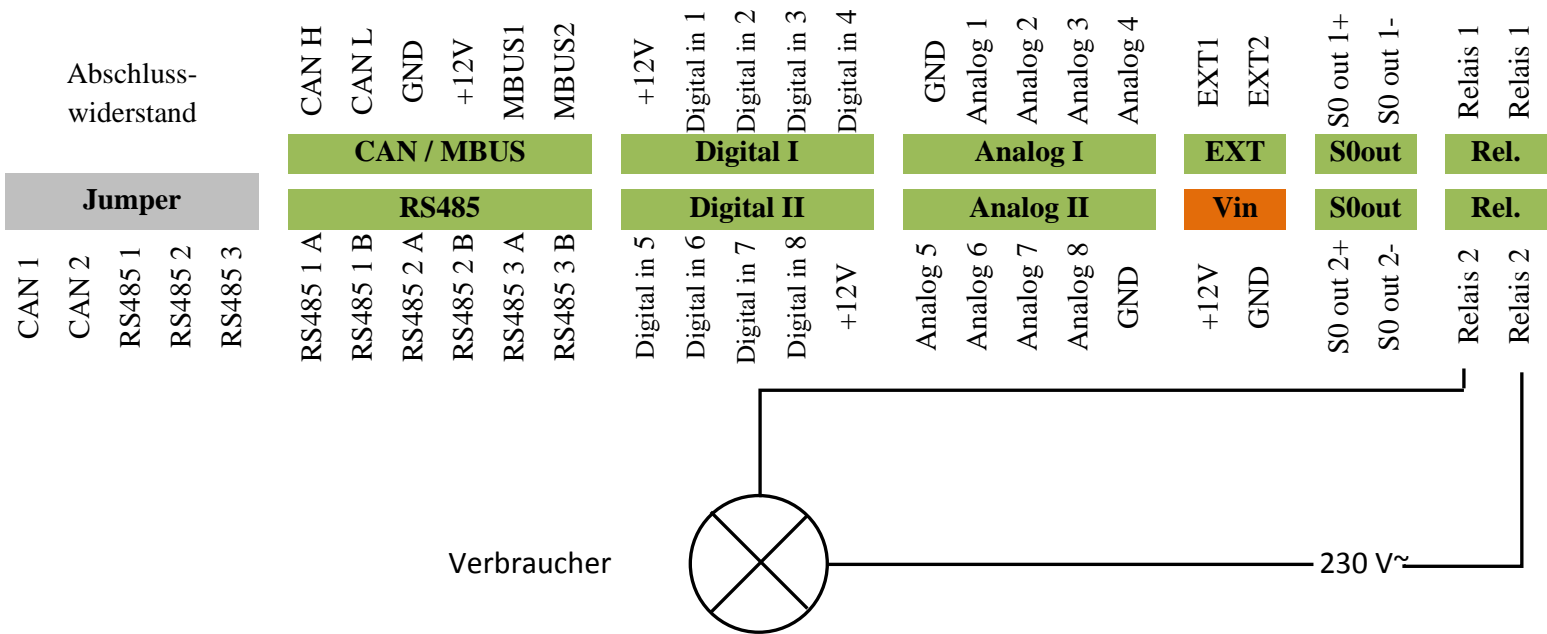 Abschluss-
widerstand
CAN H
CAN L
GND
+12V
MBUS1
MBUS2
+12V
Digital in 1
Digital in 2
Digital in 3
Digital in 4
GND
Analog 1
Analog 2
Analog 3
Analog 4
EXT1
EXT2
S0 out 1+
S0 out 1-
Relais 1
Relais 1
CAN / MBUS
Digital I
Analog I
EXT
S0out
Rel.
Jumper
RS485
Digital II
Analog II
Vin
S0out
Rel.
CAN 1
CAN 2
RS485 1
RS485 2
RS485 3
RS485 1 A
RS485 1 B
RS485 2 A
RS485 2 B
RS485 3 A
RS485 3 B
Digital in 5
Digital in 6
Digital in 7
Digital in 8
+12V
Analog 5
Analog 6
Analog 7
Analog 8
GND
+12V
GND
S0 out 2+
S0 out 2-
Relais 2
Relais 2
Verbraucher
230 V~